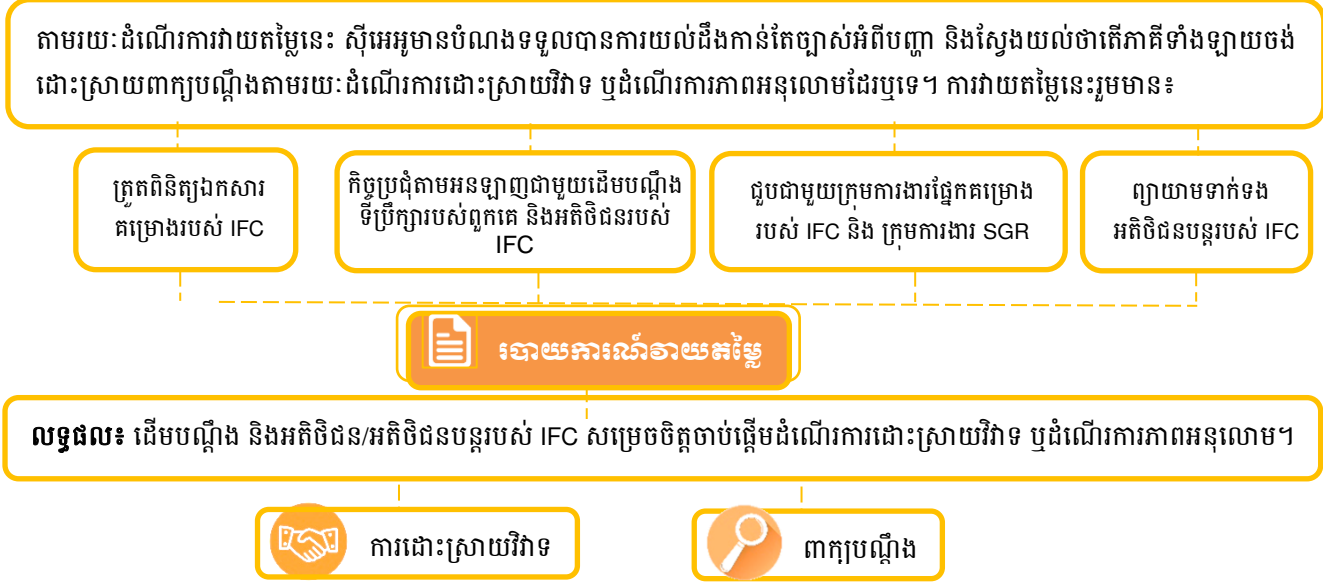 តាមរយៈដំណើរការវាយតម្លៃនេះ ស៊ីអេអូមានបំណងទទួលបានការយល់ដឹងកាន់តែច្បាស់អំពីបញ្ហា និងស្វែងយល់ថាតើភាគីទាំងឡាយចង់
ដោះស្រាយពាក្យបណ្តឹងតាមរយៈដំណើរការដោះស្រាយវិវាទ ឬដំណើរការភាពអនុលោមដែរឬទេ។ ការវាយតម្លៃនេះរួមមាន៖
ត្រួតពិនិត្យឯកសារ
គម្រោងរបស់ IFC
កិច្ចប្រជុំតាមអនឡាញជាមួយដើមបណ្តឹង
ទីប្រឹក្សារបស់ពួកគេ និងអតិថិជនរបស់
IFC
ជួបជាមួយក្រុមការងារផ្នែកគម្រោង
របស់ IFC និង ក្រុមការងារ SGR
ព្យាយាមទាក់ទង
អតិថិជនបន្តរបស់ IFC
របាយការណ៍វាយតម្លៃ
លទ្ធផល៖ ដើមបណ្តឹង និងអតិថិជន/អតិថិជនបន្តរបស់ IFC សម្រេចចិត្តចាប់ផ្តើមដំណើរការដោះស្រាយវិវាទ ឬដំណើរការភាពអនុលោម។
ការដោះស្រាយវិវាទ
ពាក្យបណ្តឹង